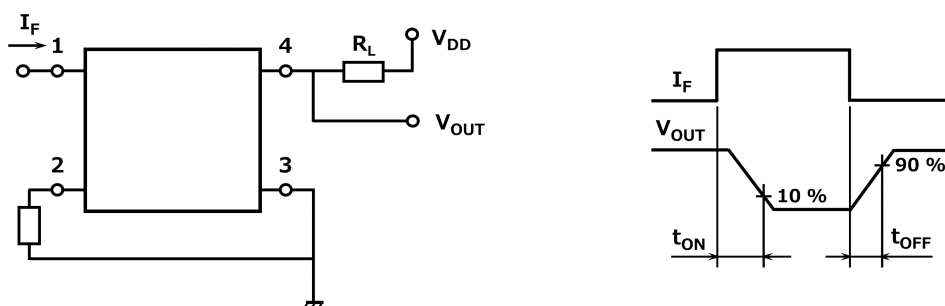 I_F
1
4
R_L
V_DD
V_OUT
2
3
I_F
V_OUT
90 %
10 %
t_ON
t_OFF